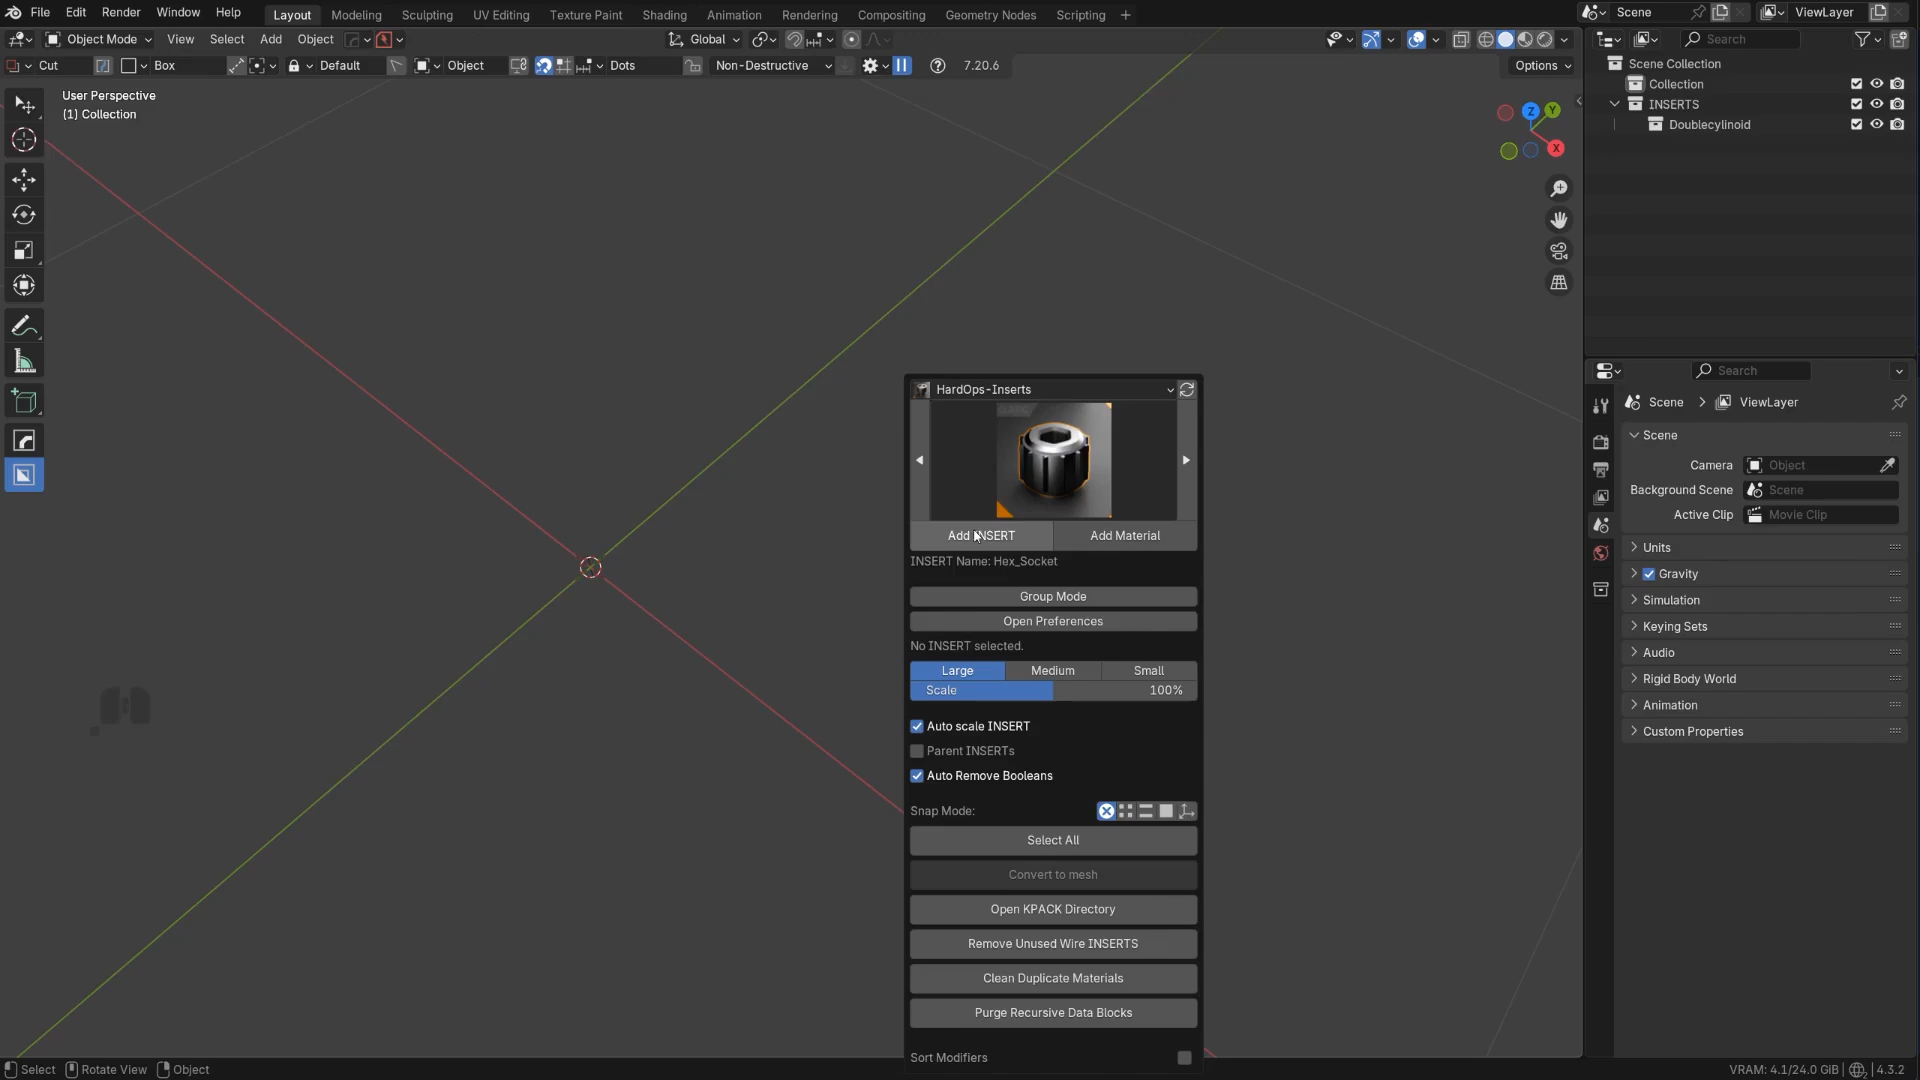 File Edit Render Window Help Layout Modeling Sculpting UV Editing Texture Paint Shading Animation Rendering Compositing Geometry Nodes Scripting + Scene ViewLayer
Object Mode View Select Add Object Global Search
Cut Box Default Object Dots Non-Destructive 7.20.6 Options
User Perspective
(1) Collection
Z Y
X
Scene Collection
Collection
INSERTS
Doublecylinoid
HardOps-Inserts
Add INSERT Add Material
INSERT Name: Hex_Socket
Group Mode
Open Preferences
No INSERT selected.
Large Medium Small
Scale 100%
Auto scale INSERT
Parent INSERTs
Auto Remove Booleans
Snap Mode:
Select All
Convert to mesh
Open KPACK Directory
Remove Unused Wire INSERTS
Clean Duplicate Materials
Purge Recursive Data Blocks
Sort Modifiers
Search
Scene > ViewLayer
Scene
Camera Object
Background Scene Scene
Active Clip Movie Clip
Units
Gravity
Simulation
Keying Sets
Audio
Rigid Body World
Animation
Custom Properties
Select Rotate View Object VRAM: 4.1/24.0 GiB | 4.3.2